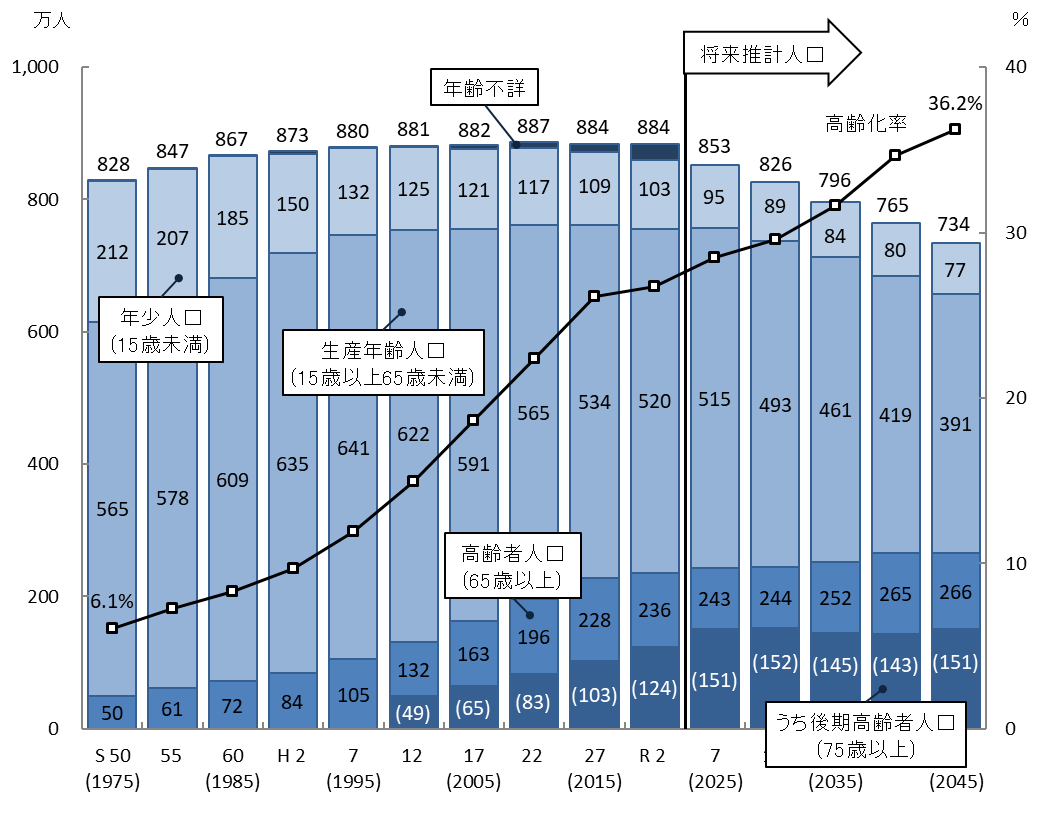 万人
%
将来推計人口
1,000
40
年齢不詳
36.2%
高齢化率
828 847 867 873 880 881 882 887 884 884 853 826 796 765 734
212 207 185 150 132 125 121 117 109 103 95 89 84 80 77
800
30
年少人口
(15歳未満)
生産年齢人口
(15歳以上65歳未満)
600
20
565 578 609 635 641 622 591 565 534 520 515 493 461 419 391
400
高齢者人口
(65歳以上)
6.1%
200
10
50 61 72 84 105 132 163 196 228 236 243 244 252 265 266
(49) (65) (83) (103) (124) (151) (152) (145) (143) (151)
うち後期高齢者人口
(75歳以上)
0
0
S 50 55 60 H 2 7 12 17 22 27 R 2 7
(1975) (1985) (1995) (2005) (2015) (2025) (2035) (2045)